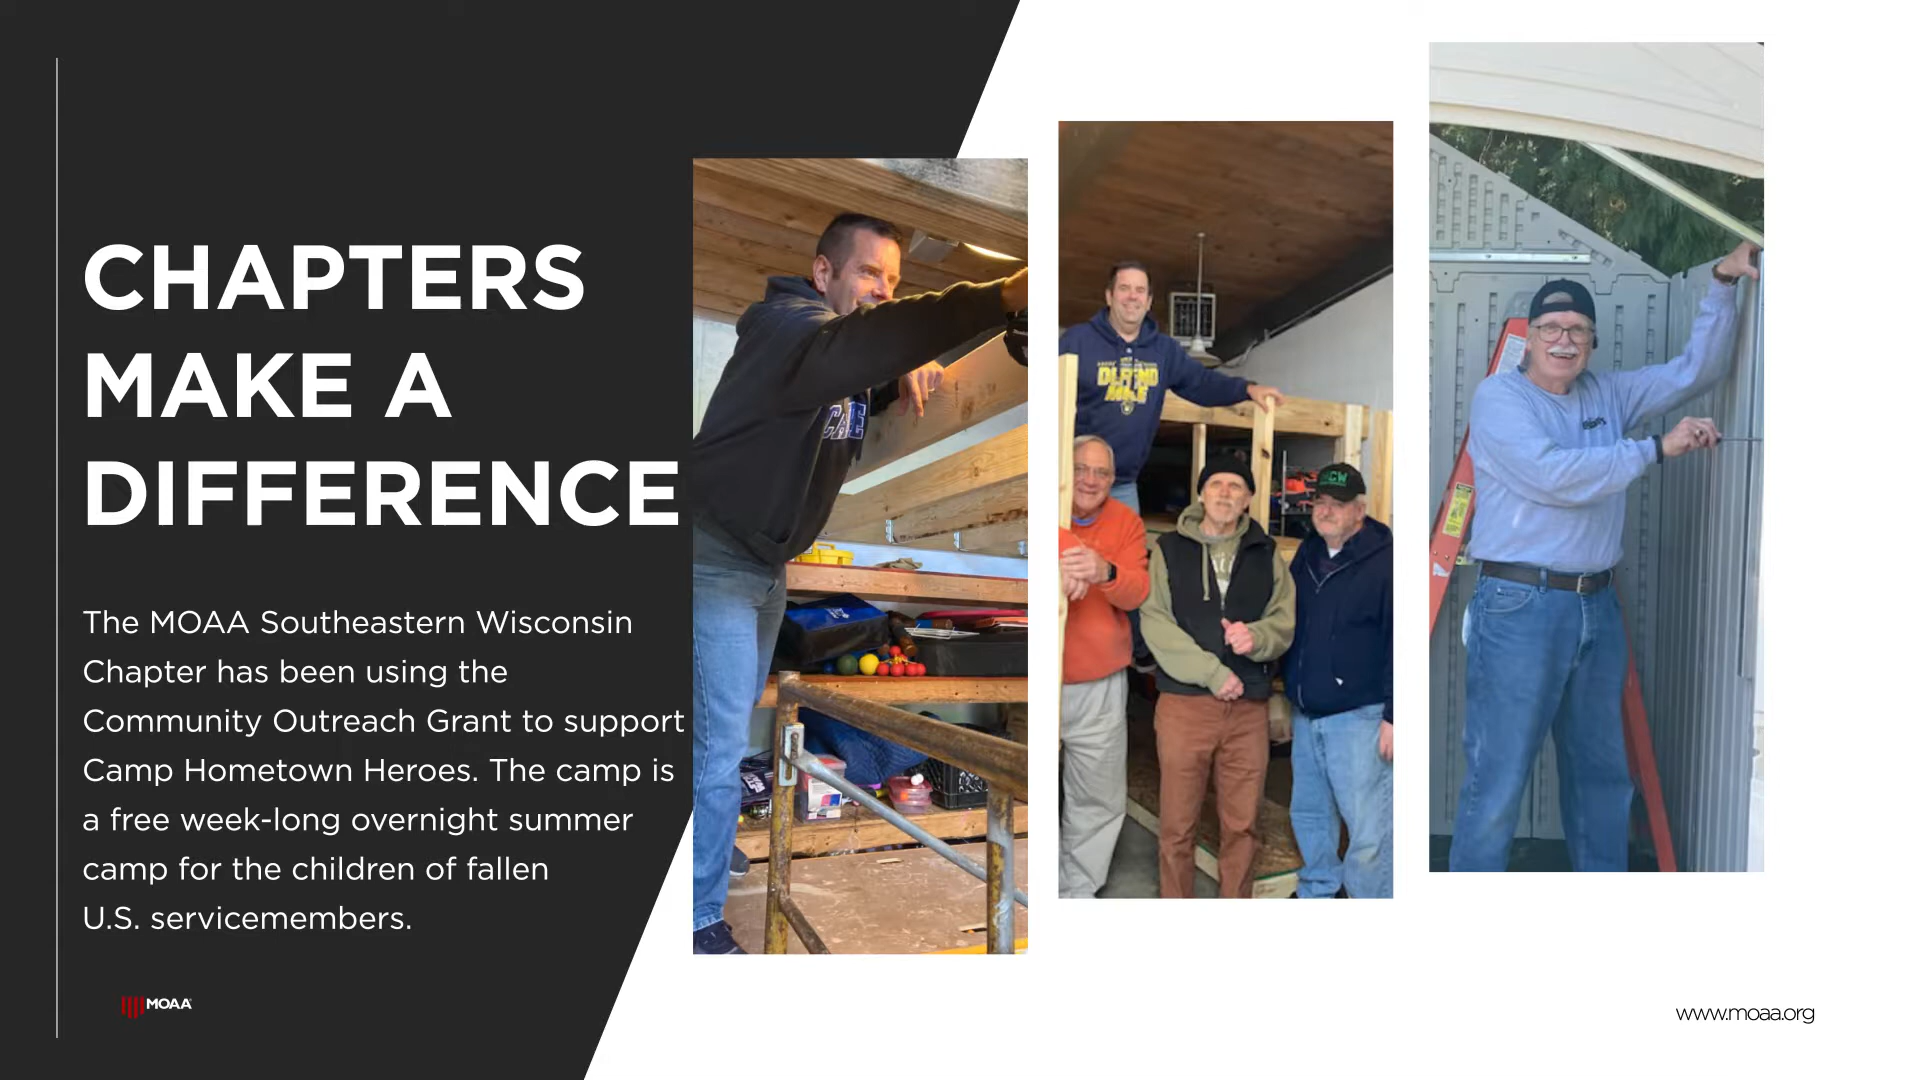 CHAPTERS
MAKE A
DIFFERENCE
The MOAA Southeastern Wisconsin
Chapter has been using the
Community Outreach Grant to support
Camp Hometown Heroes. The camp is
a free week-long overnight summer
camp for the children of fallen
U.S. servicemembers.
MOAA
www.moaa.org